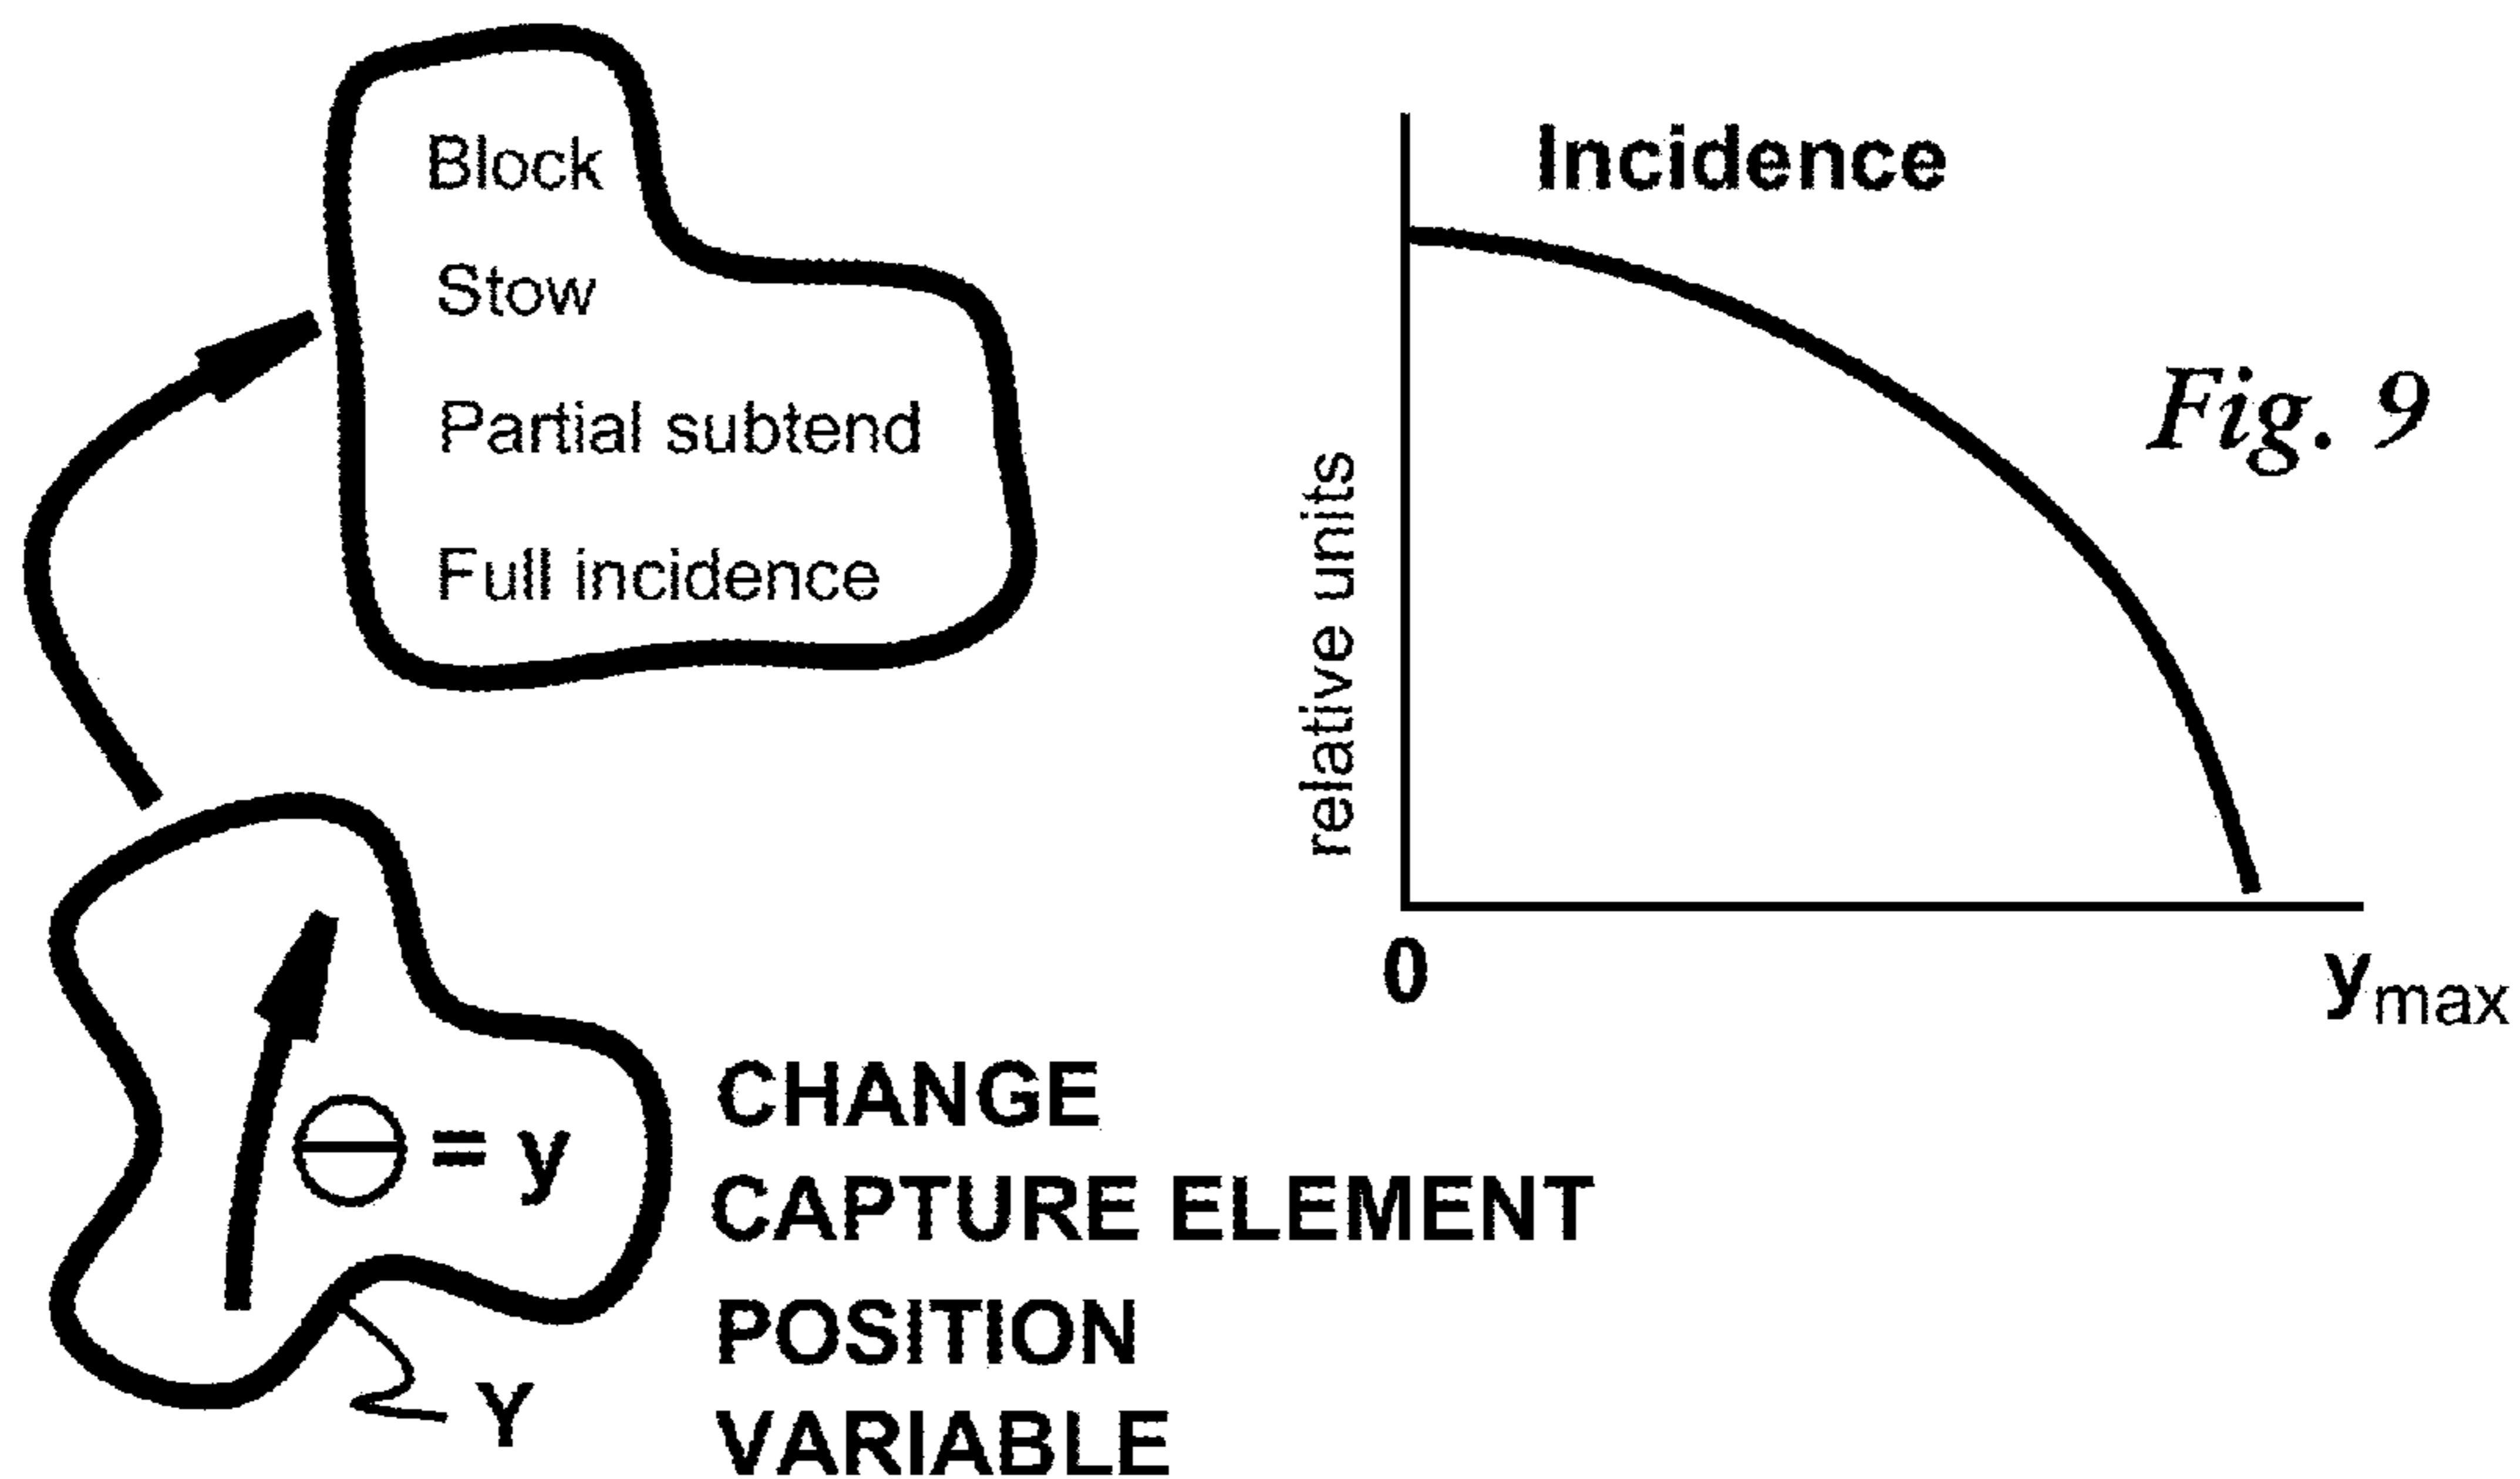 Block
Stow
Partial subtend
Full incidence
Incidence
relative units
Fig. 9
0
ymax
⊖ = y
Y
CHANGE
CAPTURE ELEMENT
POSITION
VARIABLE